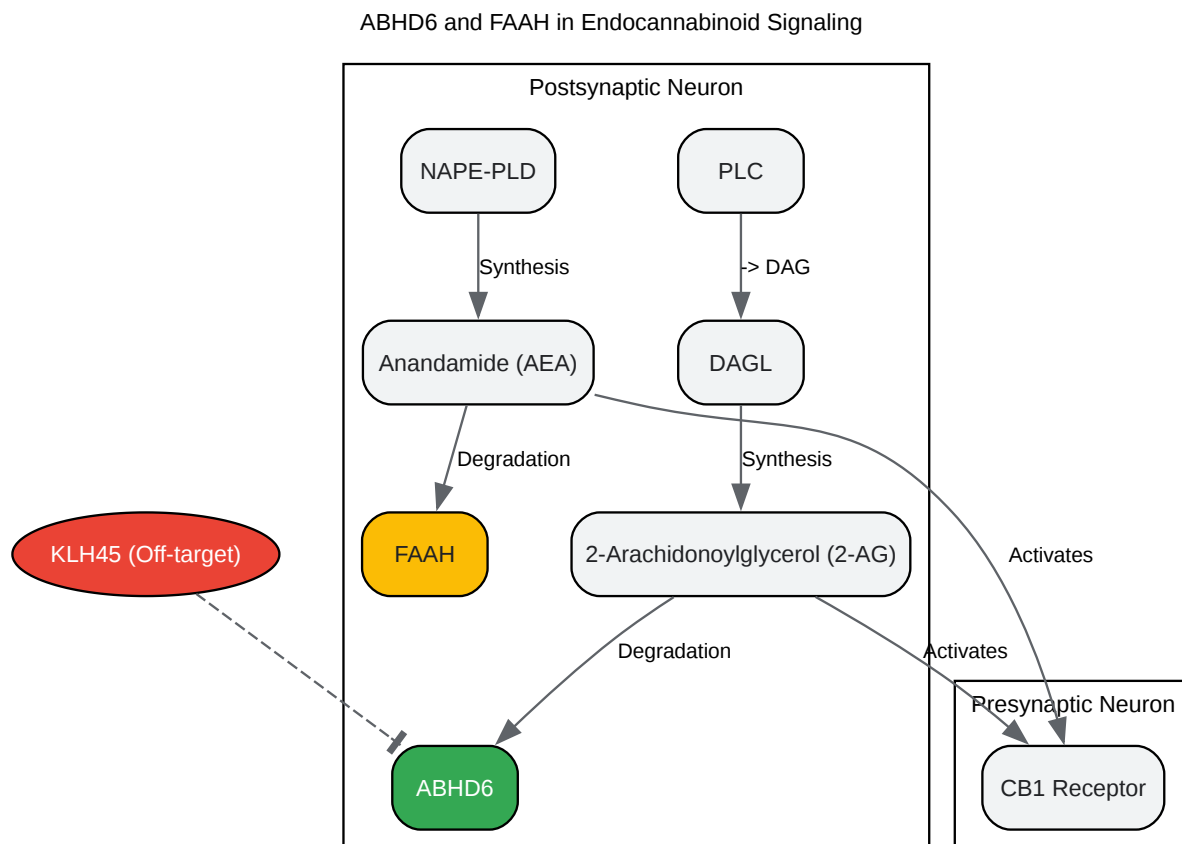 ABHD6 and FAAH in Endocannabinoid Signaling
Postsynaptic Neuron
NAPE-PLD
PLC
Synthesis
-> DAG
Anandamide (AEA)
DAGL
Degradation
Synthesis
KLH45 (Off-target)
FAAH
2-Arachidonoylglycerol (2-AG)
Activates
Degradation
Activates
Presynaptic Neuron
ABHD6
CB1 Receptor